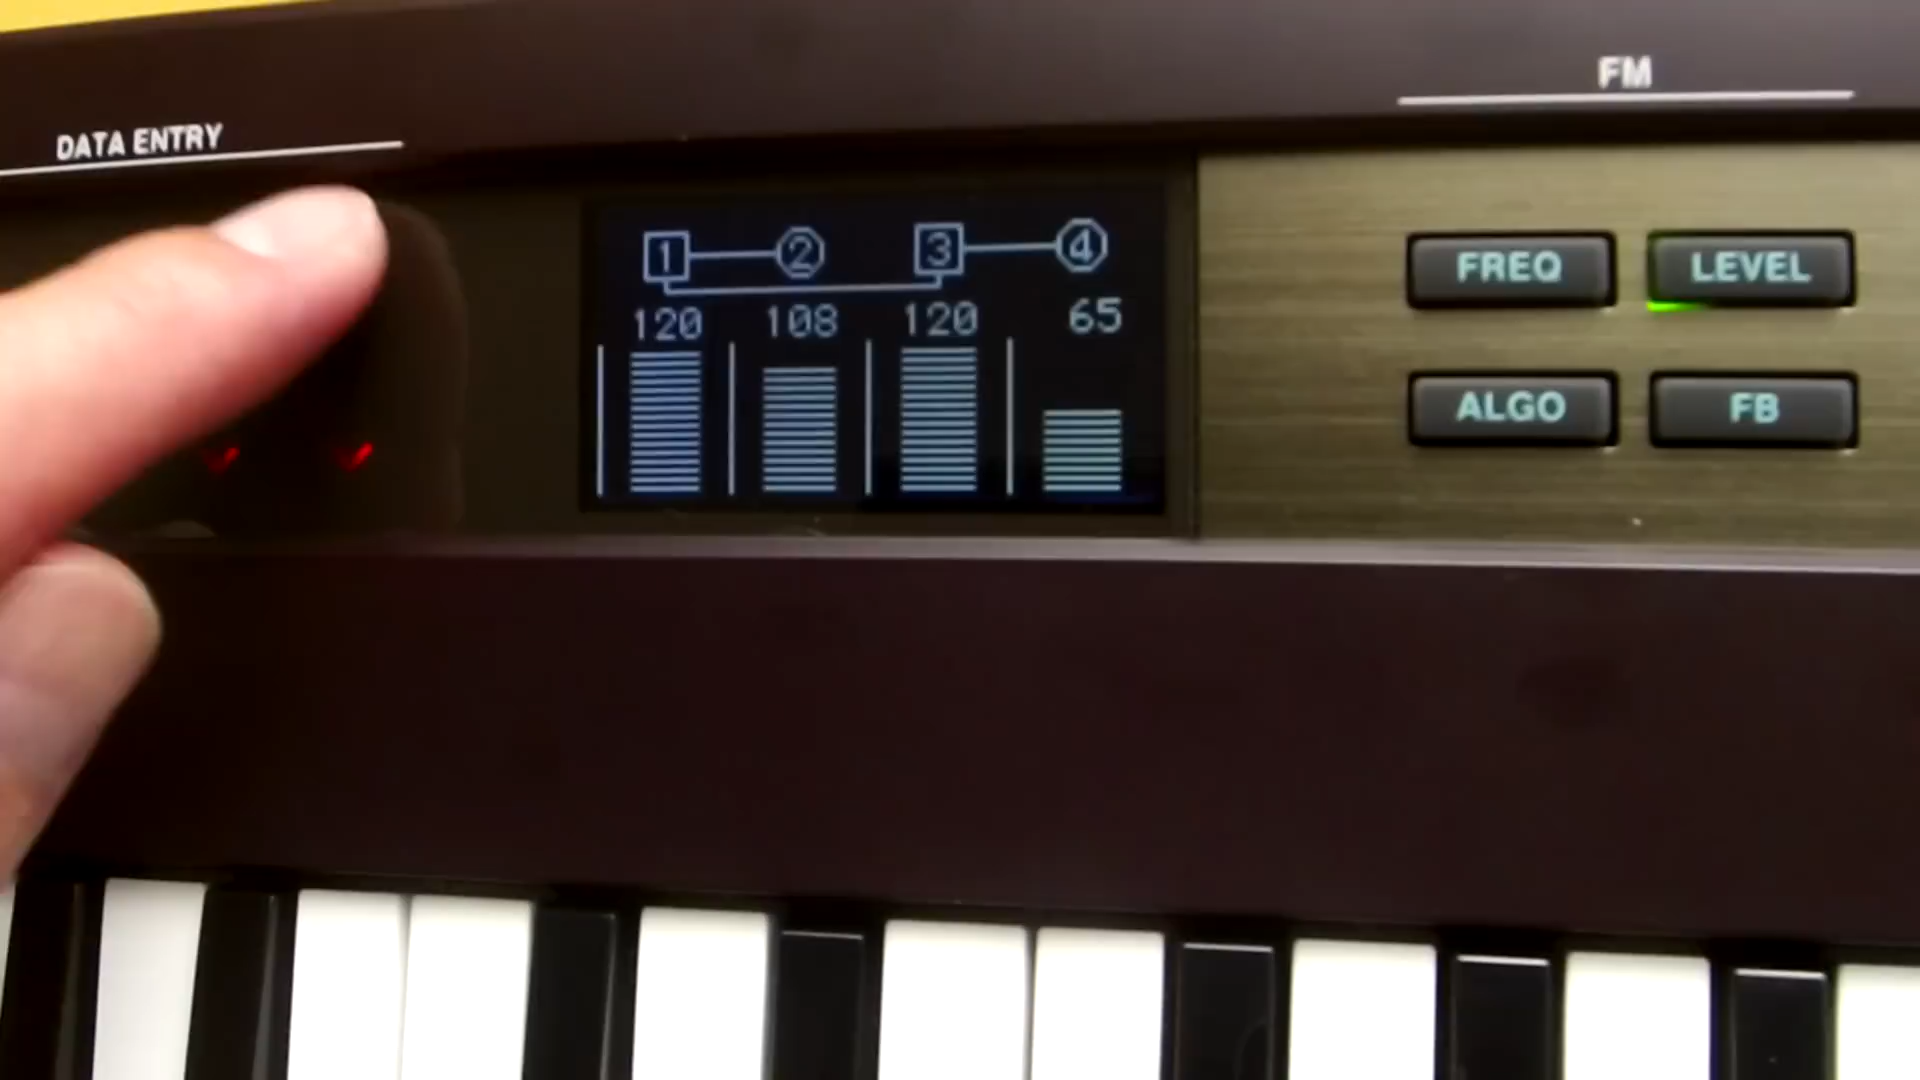 FM
DATA ENTRY
1 2 3 4
120 108 120 65
FREQ LEVEL
ALGO FB